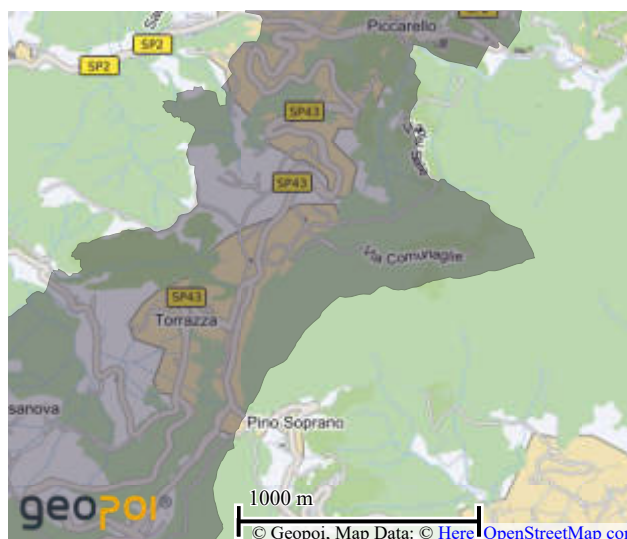 Piccarello
SP2
SP2
SP43
SP43
Via Comunaglie
SP43
Torrazza
sanova
Pino Soprano
geopoi®
1000 m
© Geopoi, Map Data: © Here OpenStreetMap con